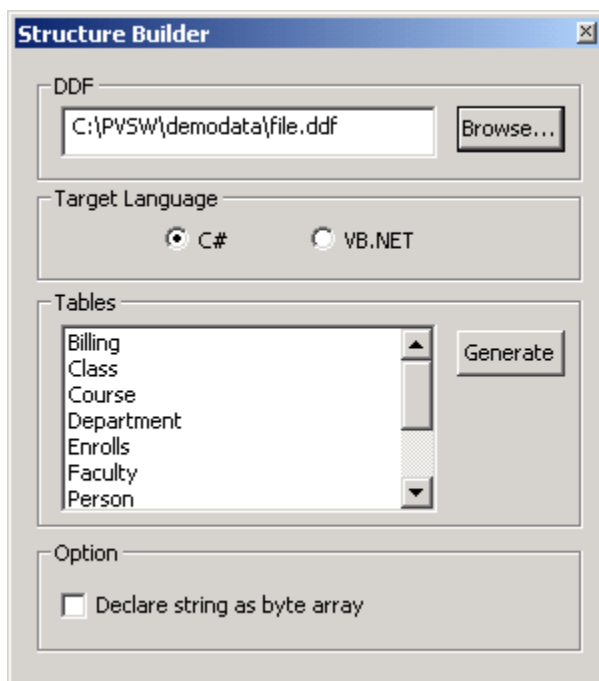 Structure Builder
DDF
C:\PVSW\demodata\file.ddf
Browse...
Target Language
C#
VB.NET
Tables
Billing
Class
Course
Department
Enrolls
Faculty
Person
Generate
Option
Declare string as byte array